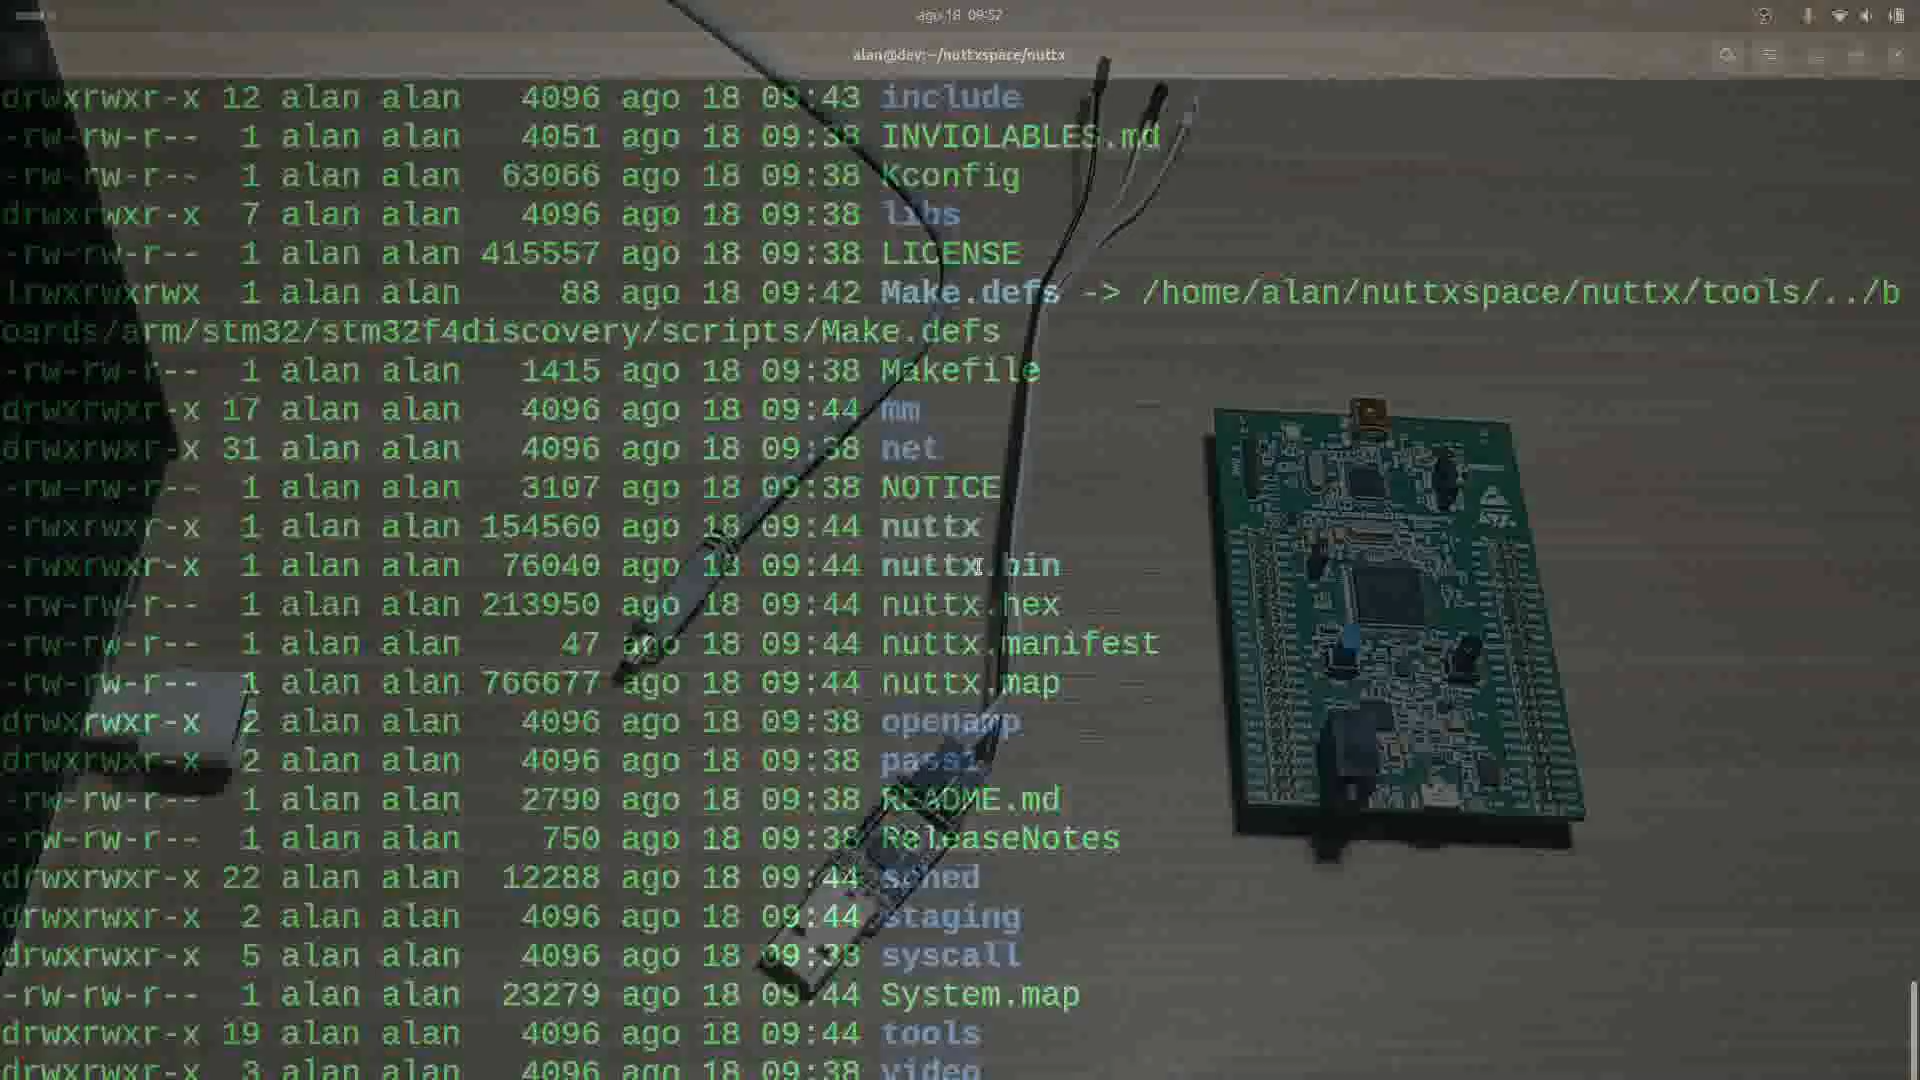 ago 18 09:52
alan@dev:~/nuttxspace/nuttx
drwxrwxr-x 12 alan alan 4096 ago 18 09:43 include
-rw-rw-r-- 1 alan alan 4051 ago 18 09:38 INVIOLABLES.md
-rw-rw-r-- 1 alan alan 63066 ago 18 09:38 Kconfig
drwxrwxr-x 7 alan alan 4096 ago 18 09:38 libs
-rw-rw-r-- 1 alan alan 415557 ago 18 09:38 LICENSE
lrwxrwxrwx 1 alan alan 88 ago 18 09:42 Make.defs -> /home/alan/nuttxspace/nuttx/tools/../b
oards/arm/stm32/stm32f4discovery/scripts/Make.defs
-rw-rw-r-- 1 alan alan 1415 ago 18 09:38 Makefile
drwxrwxr-x 17 alan alan 4096 ago 18 09:44 mm
drwxrwxr-x 31 alan alan 4096 ago 18 09:38 net
-rw-rw-r-- 1 alan alan 3107 ago 18 09:38 NOTICE
-rwxrwxr-x 1 alan alan 154560 ago 18 09:44 nuttx
-rwxrwxr-x 1 alan alan 76040 ago 18 09:44 nuttx.bin
-rw-rw-r-- 1 alan alan 213950 ago 18 09:44 nuttx.hex
-rw-rw-r-- 1 alan alan 47 ago 18 09:44 nuttx.manifest
-rw-rw-r-- 1 alan alan 766677 ago 18 09:44 nuttx.map
drwxrwxr-x 2 alan alan 4096 ago 18 09:38 openamp
drwxrwxr-x 2 alan alan 4096 ago 18 09:38 pass1
-rw-rw-r-- 1 alan alan 2790 ago 18 09:38 README.md
-rw-rw-r-- 1 alan alan 750 ago 18 09:38 ReleaseNotes
drwxrwxr-x 22 alan alan 12288 ago 18 09:44 sched
drwxrwxr-x 2 alan alan 4096 ago 18 09:44 staging
drwxrwxr-x 5 alan alan 4096 ago 18 09:38 syscall
-rw-rw-r-- 1 alan alan 23279 ago 18 09:44 System.map
drwxrwxr-x 19 alan alan 4096 ago 18 09:44 tools
drwxrwxr-x 3 alan alan 4096 ago 18 09:38 video